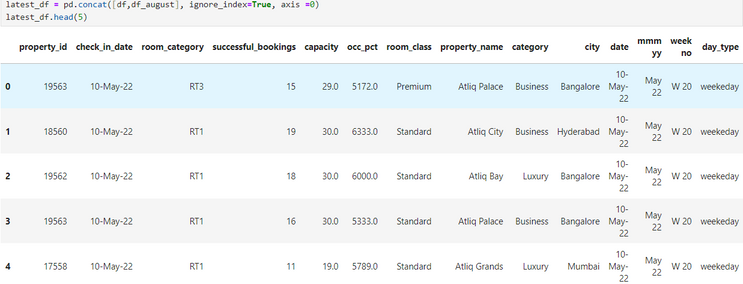 latest_df = pd.concat([df,df_august], ignore_index=True, axis =0)
latest_df.head(5)
property_id check_in_date room_category successful_bookings capacity occ_pct room_class property_name category city date mmm yy week no day_type
0 19563 10-May-22 RT3 15 29.0 5172.0 Premium Atliq Palace Business Bangalore 10-May-22 May 22 W 20 weekeday
1 18560 10-May-22 RT1 19 30.0 6333.0 Standard Atliq City Business Hyderabad 10-May-22 May 22 W 20 weekeday
2 19562 10-May-22 RT1 18 30.0 6000.0 Standard Atliq Bay Luxury Bangalore 10-May-22 May 22 W 20 weekeday
3 19563 10-May-22 RT1 16 30.0 5333.0 Standard Atliq Palace Business Bangalore 10-May-22 May 22 W 20 weekeday
4 17558 10-May-22 RT1 11 19.0 5789.0 Standard Atliq Grands Luxury Mumbai 10-May-22 May 22 W 20 weekeday